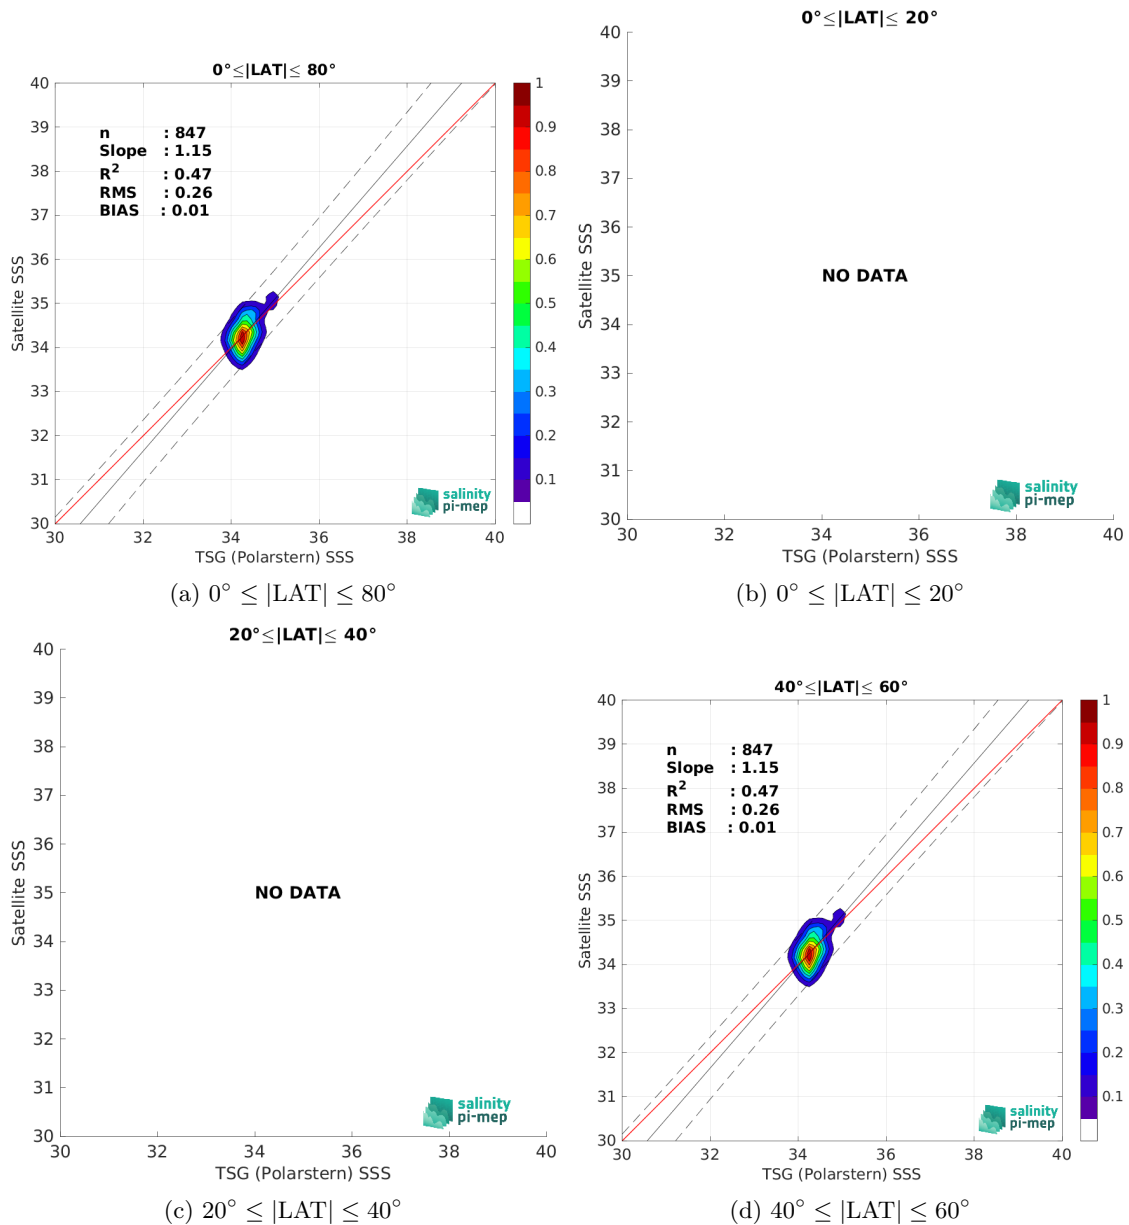 0°≤|LAT|≤ 80°
40
39
38
37
36
35
34
33
32
31
30
Satellite SSS
n : 847
Slope : 1.15
R² : 0.47
RMS : 0.26
BIAS : 0.01
salinity
pi-mep
30 32 34 36 38 40
TSG (Polarstern) SSS
1
0.9
0.8
0.7
0.6
0.5
0.4
0.3
0.2
0.1
(a) 0° ≤ |LAT| ≤ 80°
0°≤|LAT|≤ 20°
40
39
38
37
36
35
34
33
32
31
30
Satellite SSS
NO DATA
salinity
pi-mep
30 32 34 36 38 40
TSG (Polarstern) SSS
(b) 0° ≤ |LAT| ≤ 20°
20°≤|LAT|≤ 40°
40
39
38
37
36
35
34
33
32
31
30
Satellite SSS
NO DATA
salinity
pi-mep
30 32 34 36 38 40
TSG (Polarstern) SSS
(c) 20° ≤ |LAT| ≤ 40°
40°≤|LAT|≤ 60°
40
39
38
37
36
35
34
33
32
31
30
Satellite SSS
n : 847
Slope : 1.15
R² : 0.47
RMS : 0.26
BIAS : 0.01
salinity
pi-mep
30 32 34 36 38 40
TSG (Polarstern) SSS
1
0.9
0.8
0.7
0.6
0.5
0.4
0.3
0.2
0.1
(d) 40° ≤ |LAT| ≤ 60°